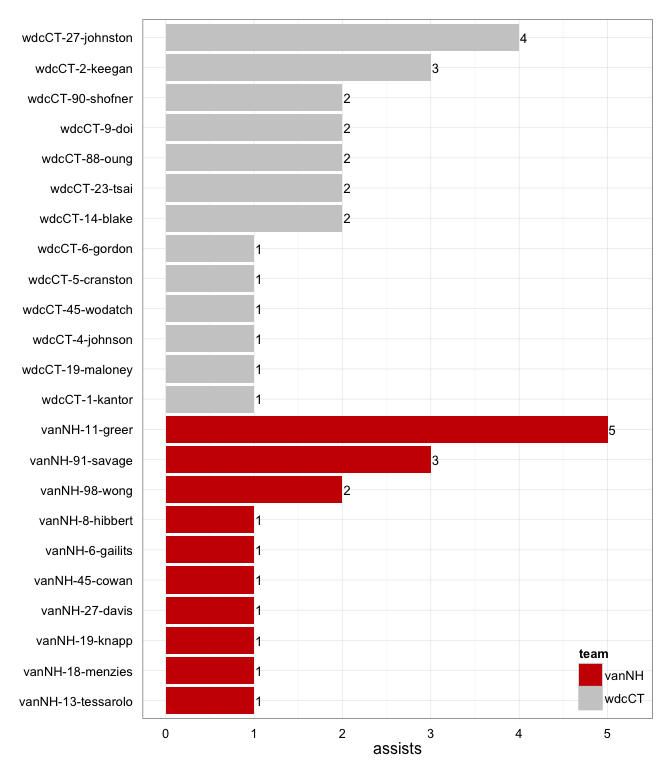 wdcCT-27-johnston 4
wdcCT-2-keegan 3
wdcCT-90-shofner 2
wdcCT-9-doi 2
wdcCT-88-oung 2
wdcCT-23-tsai 2
wdcCT-14-blake 2
wdcCT-6-gordon 1
wdcCT-5-cranston 1
wdcCT-45-wodatch 1
wdcCT-4-johnson 1
wdcCT-19-maloney 1
wdcCT-1-kantor 1
vanNH-11-greer 5
vanNH-91-savage 3
vanNH-98-wong 2
vanNH-8-hibbert 1
vanNH-6-gailits 1
vanNH-45-cowan 1
vanNH-27-davis 1
vanNH-19-knapp 1
vanNH-18-menzies 1
vanNH-13-tessarolo 1
team
vanNH
wdcCT
0 1 2 3 4 5
assists